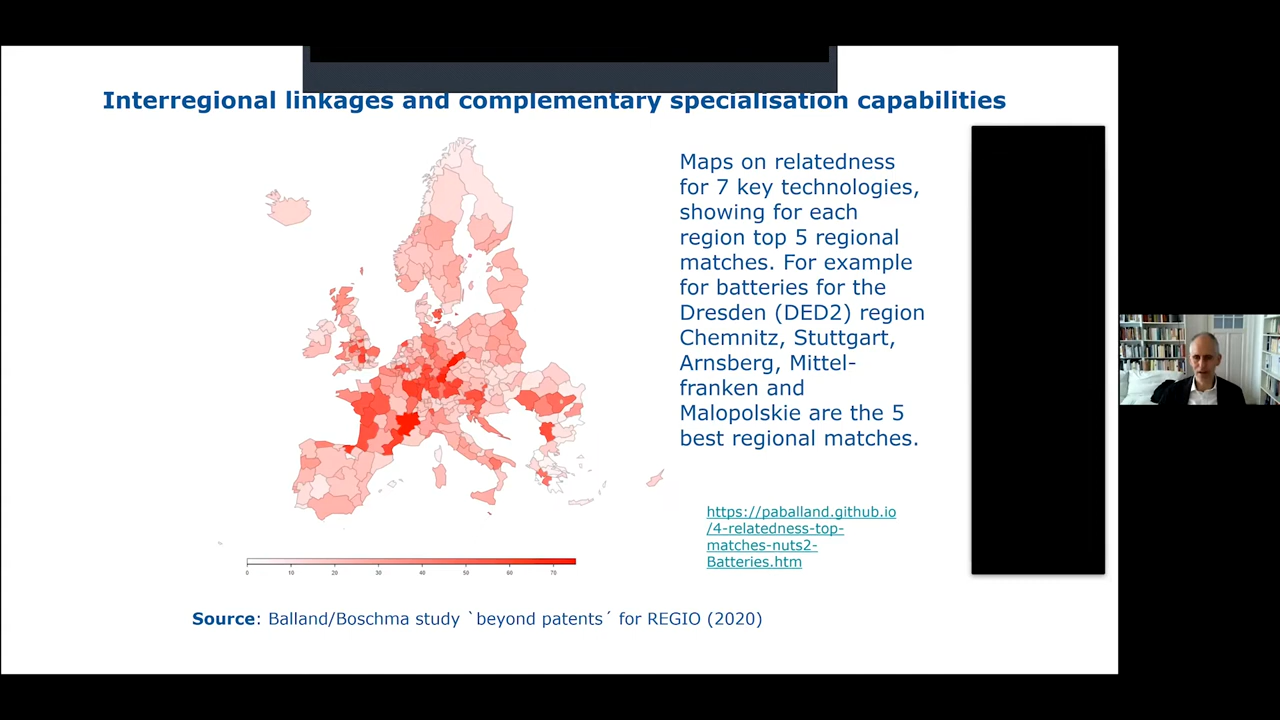 Interregional linkages and complementary specialisation capabilities
Maps on relatedness
for 7 key technologies,
showing for each
region top 5 regional
matches. For example
for batteries for the
Dresden (DED2) region
Chemnitz, Stuttgart,
Arnsberg, Mittel-
franken and
Malopolskie are the 5
best regional matches.
https://paballand.github.io
/4-relatedness-top-
matches-nuts2-
Batteries.htm
0 10 20 30 40 50 60 70
Source: Balland/Boschma study `beyond patents´ for REGIO (2020)